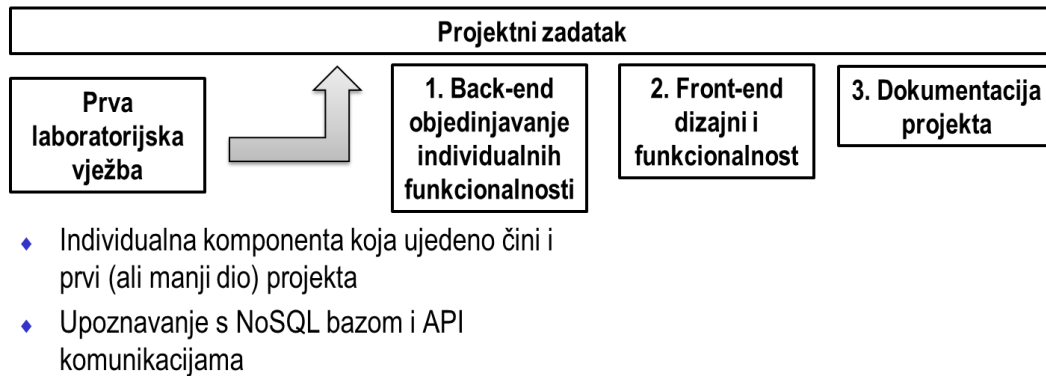 Projektni zadatak
Prva
laboratorijska
vježba
1. Back-end
objedinjavanje
individualnih
funkcionalnosti
2. Front-end
dizajni i
funkcionalnost
3. Dokumentacija
projekta
Individualna komponenta koja ujedeno čini i
prvi (ali manji dio) projekta
Upoznavanje s NoSQL bazom i API
komunikacijama